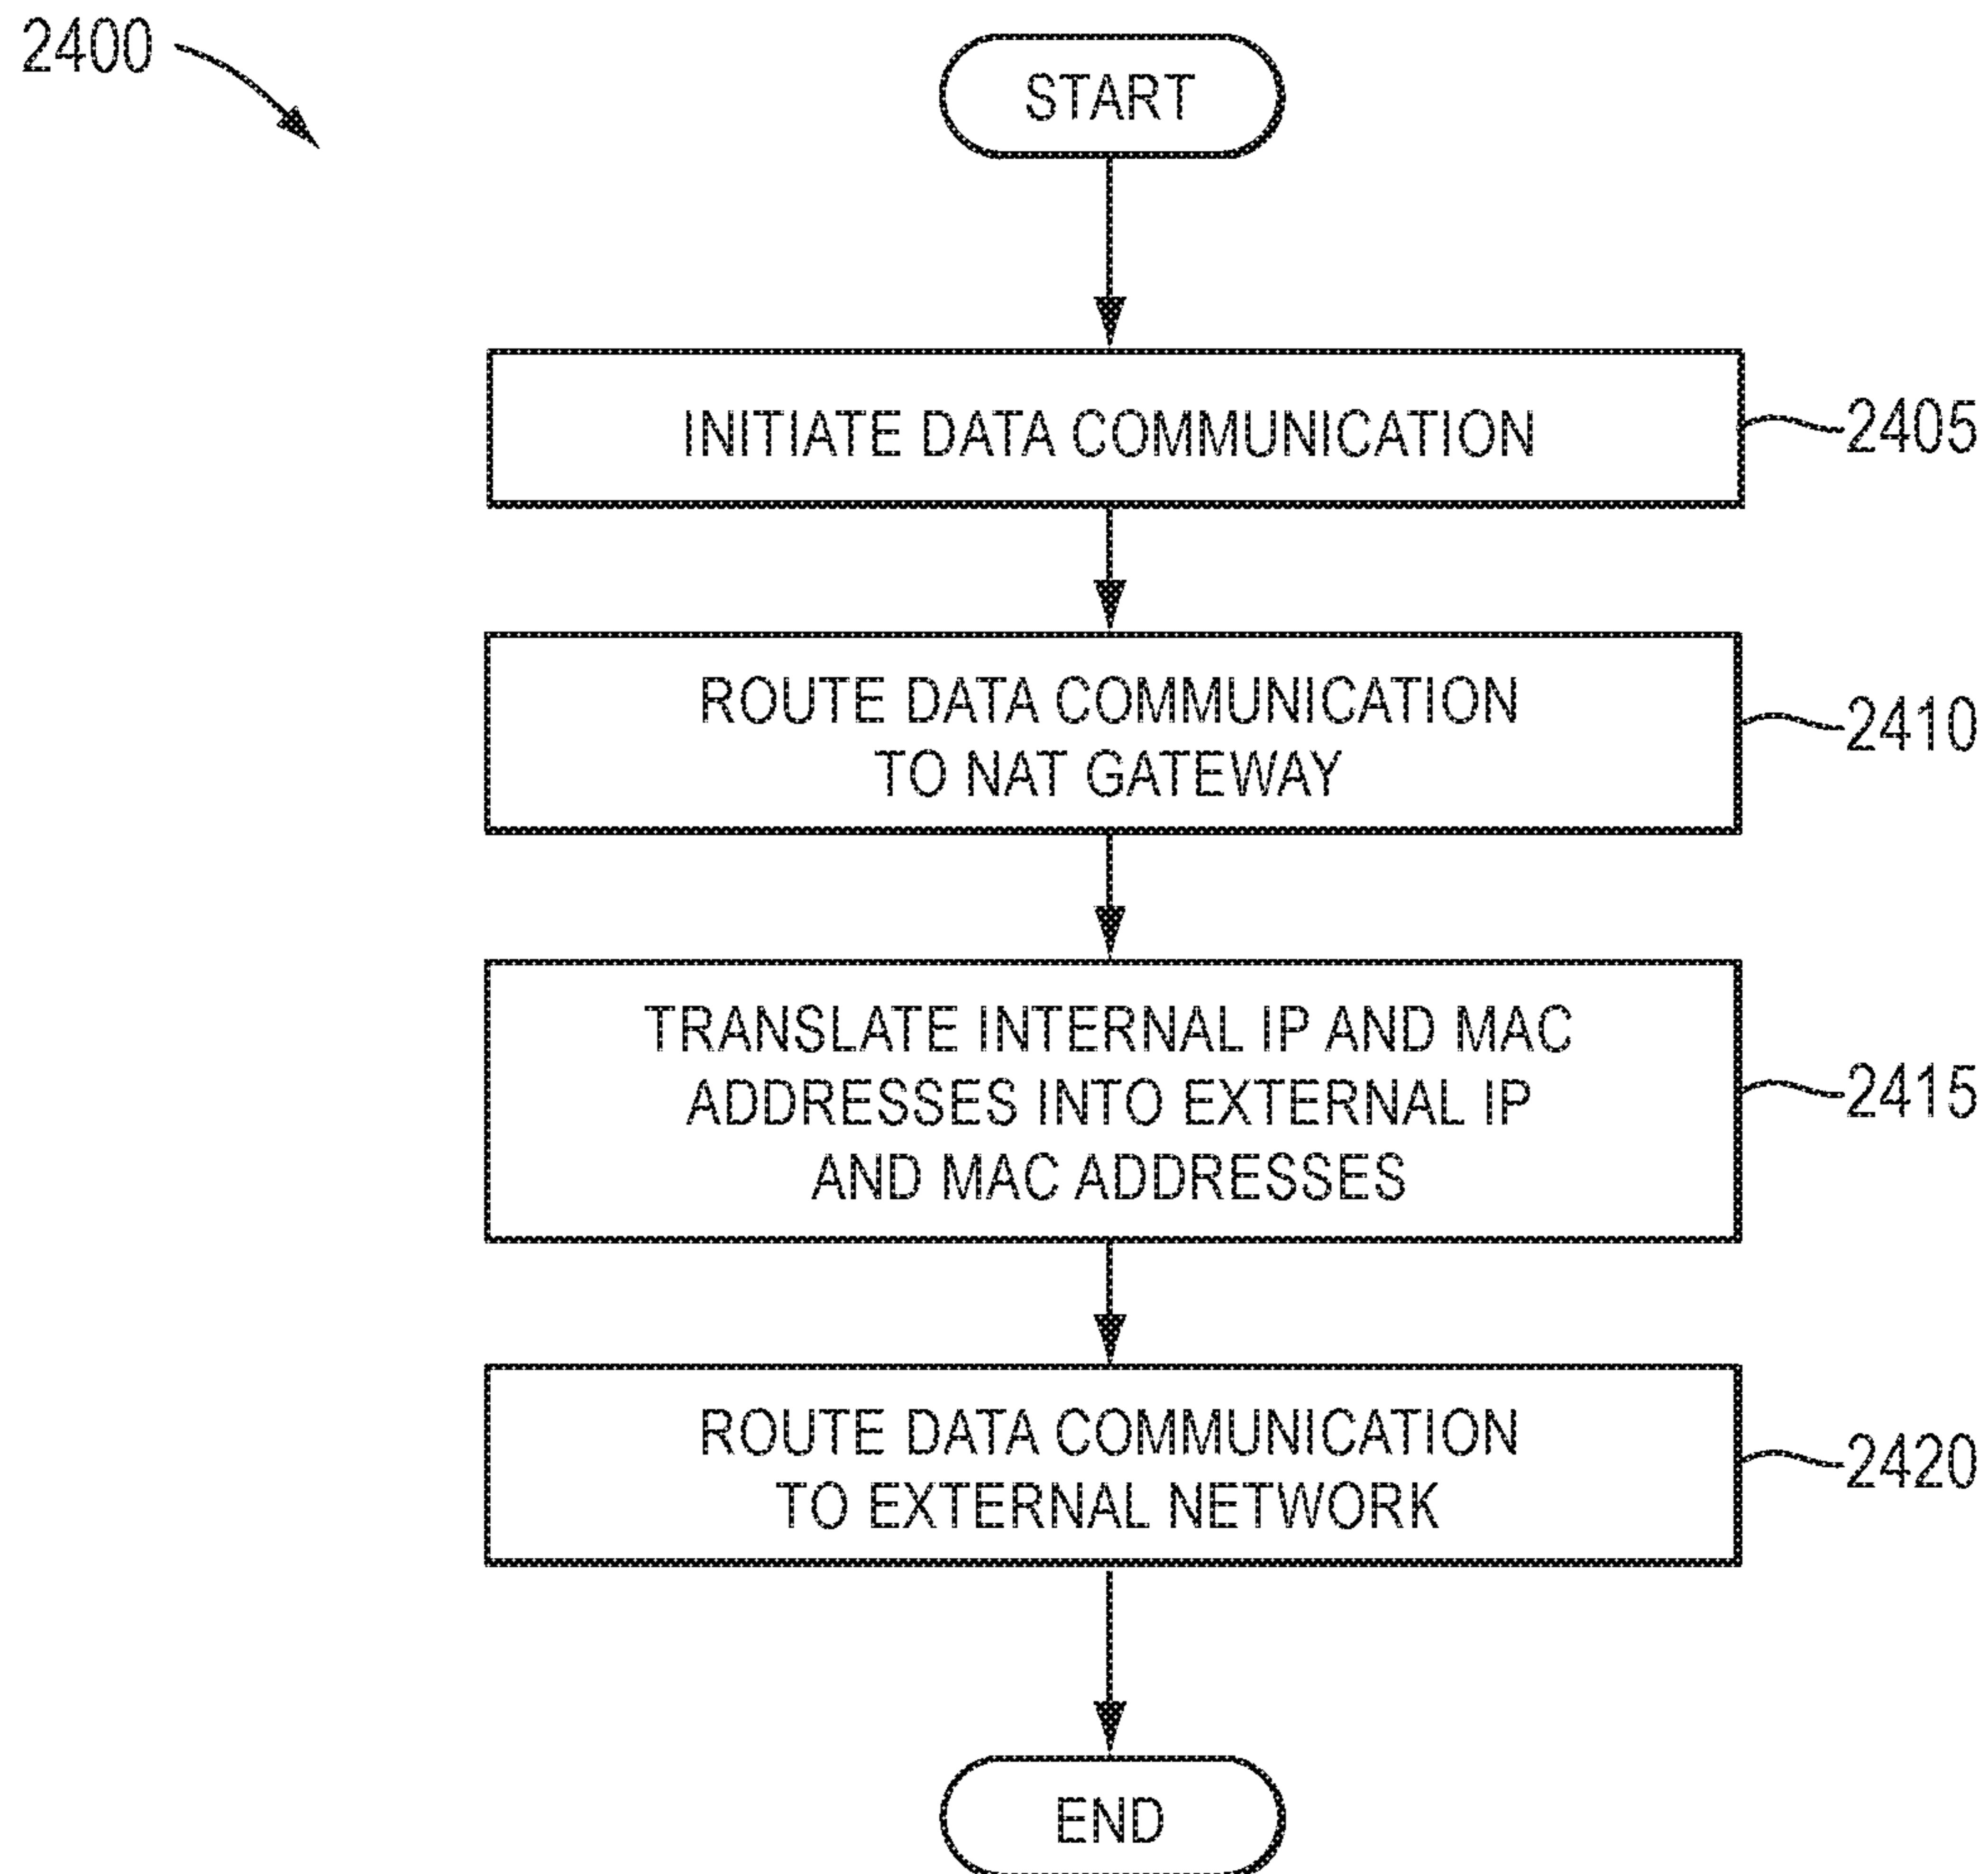 2400
START
INITIATE DATA COMMUNICATION
2405
ROUTE DATA COMMUNICATION
TO NAT GATEWAY
2410
TRANSLATE INTERNAL IP AND MAC
ADDRESSES INTO EXTERNAL IP
AND MAC ADDRESSES
2415
ROUTE DATA COMMUNICATION
TO EXTERNAL NETWORK
2420
END